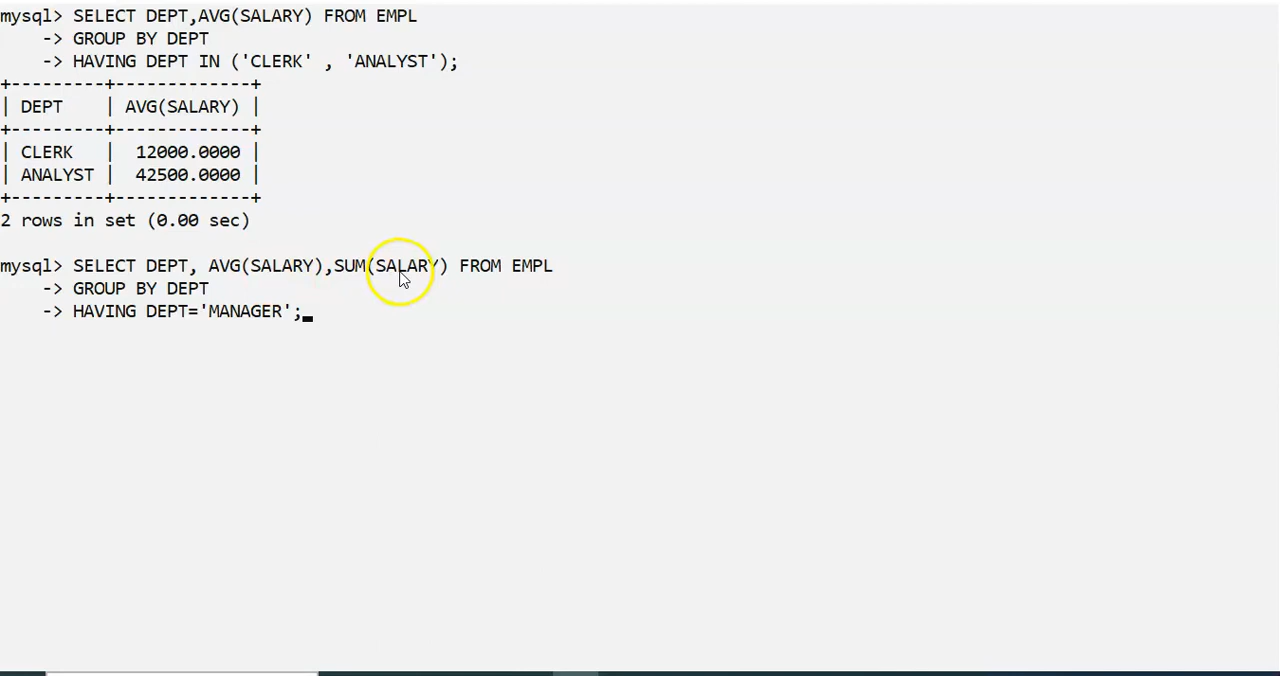 mysql> SELECT DEPT,AVG(SALARY) FROM EMPL
    -> GROUP BY DEPT
    -> HAVING DEPT IN ('CLERK' , 'ANALYST');
+---------+-------------+
| DEPT    | AVG(SALARY) |
+---------+-------------+
| CLERK   |  12000.0000 |
| ANALYST |  42500.0000 |
+---------+-------------+
2 rows in set (0.00 sec)

mysql> SELECT DEPT, AVG(SALARY),SUM(SALARY) FROM EMPL
    -> GROUP BY DEPT
    -> HAVING DEPT='MANAGER';